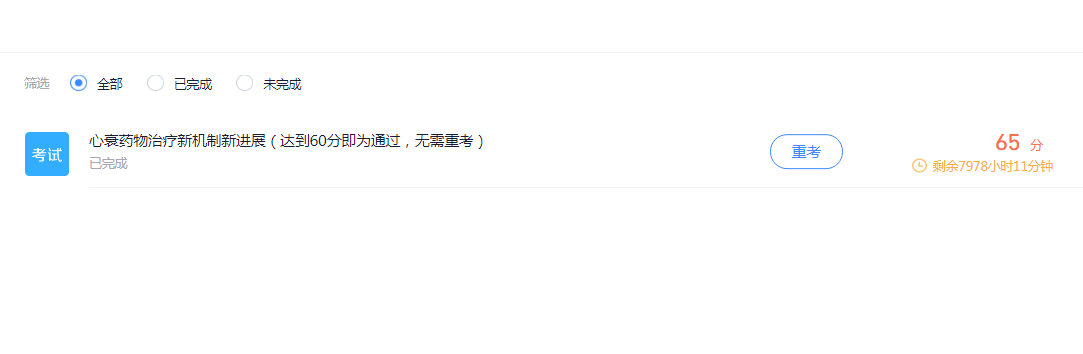 筛选 全部 已完成 未完成
考试 心衰药物治疗新机制新进展（达到60分即为通过，无需重考） 重考 65 分
已完成 剩余7978小时11分钟